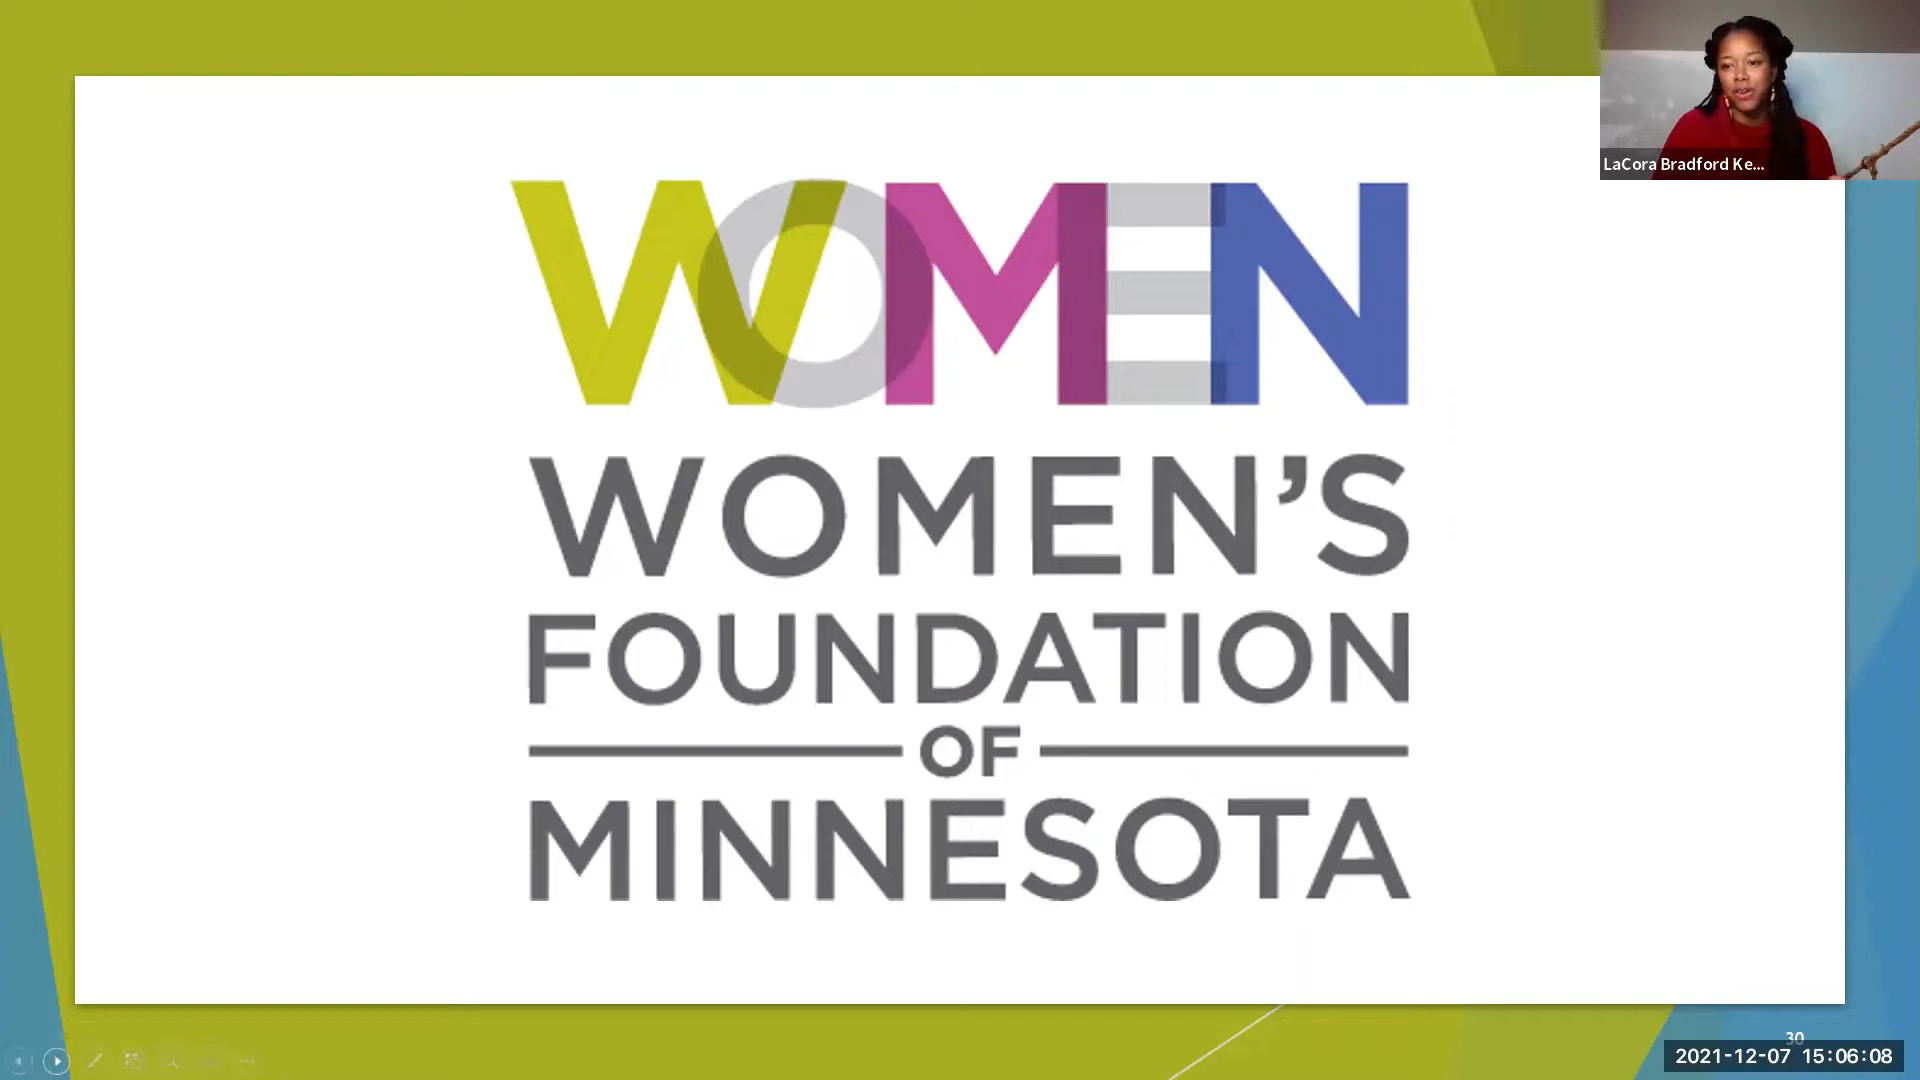 LaCora Bradford Ke...
WOMEN
WOMEN’S
FOUNDATION
OF
MINNESOTA
30
2021-12-07 15:06:08